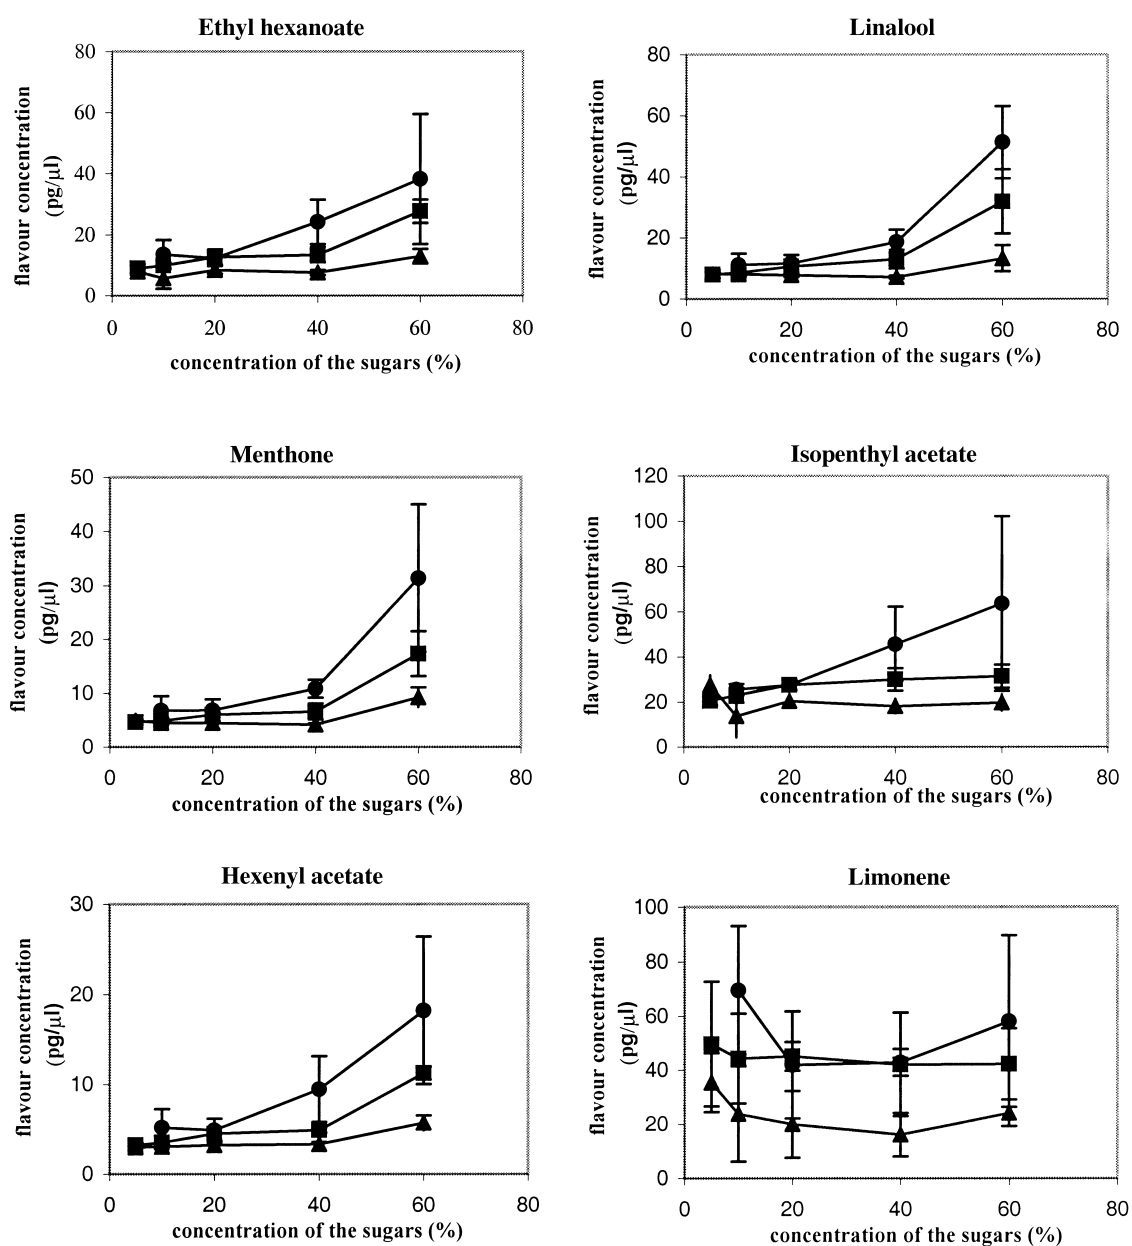 Ethyl hexanoate
80
60
40
20
0
flavour concentration
(pg/µl)
0 20 40 60 80
concentration of the sugars (%)
Linalool
80
60
40
20
0
flavour concentration
(pg/µl)
0 20 40 60 80
concentration of the sugars (%)
Menthone
50
40
30
20
10
0
flavour concentration
(pg/µl)
0 20 40 60 80
concentration of the sugars (%)
Isopenthyl acetate
120
100
80
60
40
20
0
flavour concentration
(pg/µl)
0 20 40 60 80
concentration of the sugars (%)
Hexenyl acetate
30
20
10
0
flavour concentration
(pg/µl)
0 20 40 60 80
concentration of the sugars (%)
Limonene
100
80
60
40
20
0
flavour concentration
(pg/µl)
0 20 40 60 80
concentration of the sugars (%)